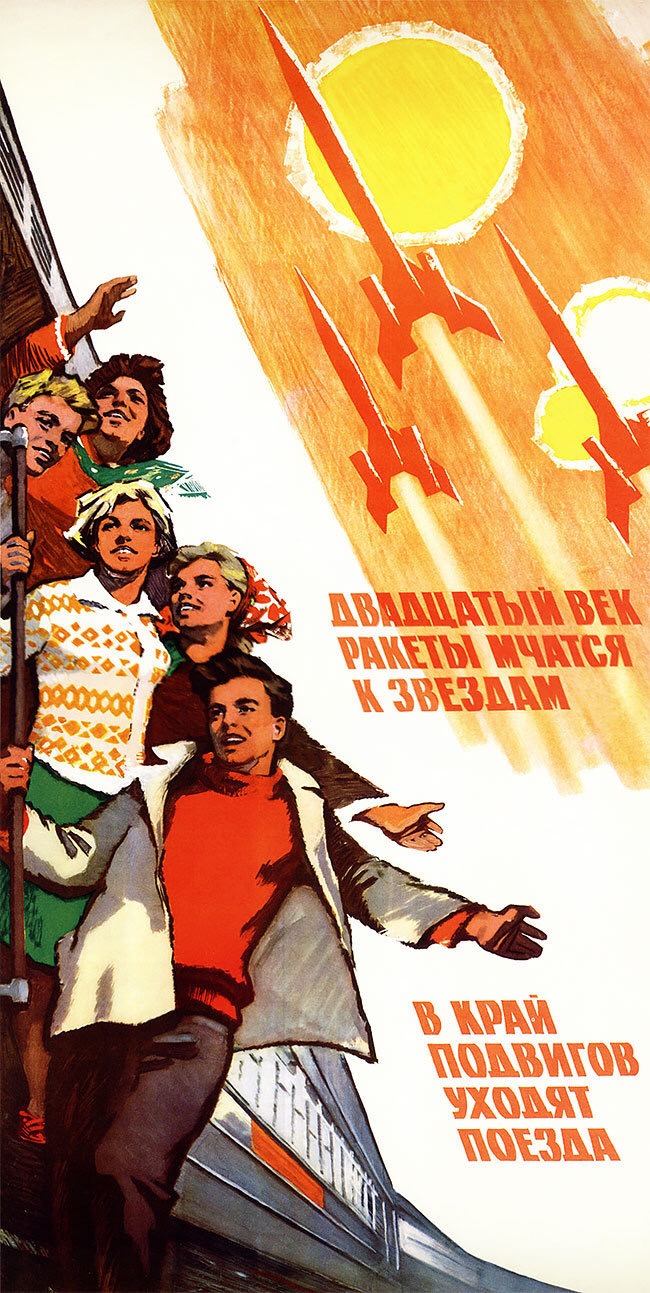 ДВАДЦАТЫЙ ВЕК
РАКЕТЫ МЧАТСЯ
К ЗВЕЗДАМ
В КРАЙ
ПОДВИГОВ
УХОДЯТ
ПОЕЗДА